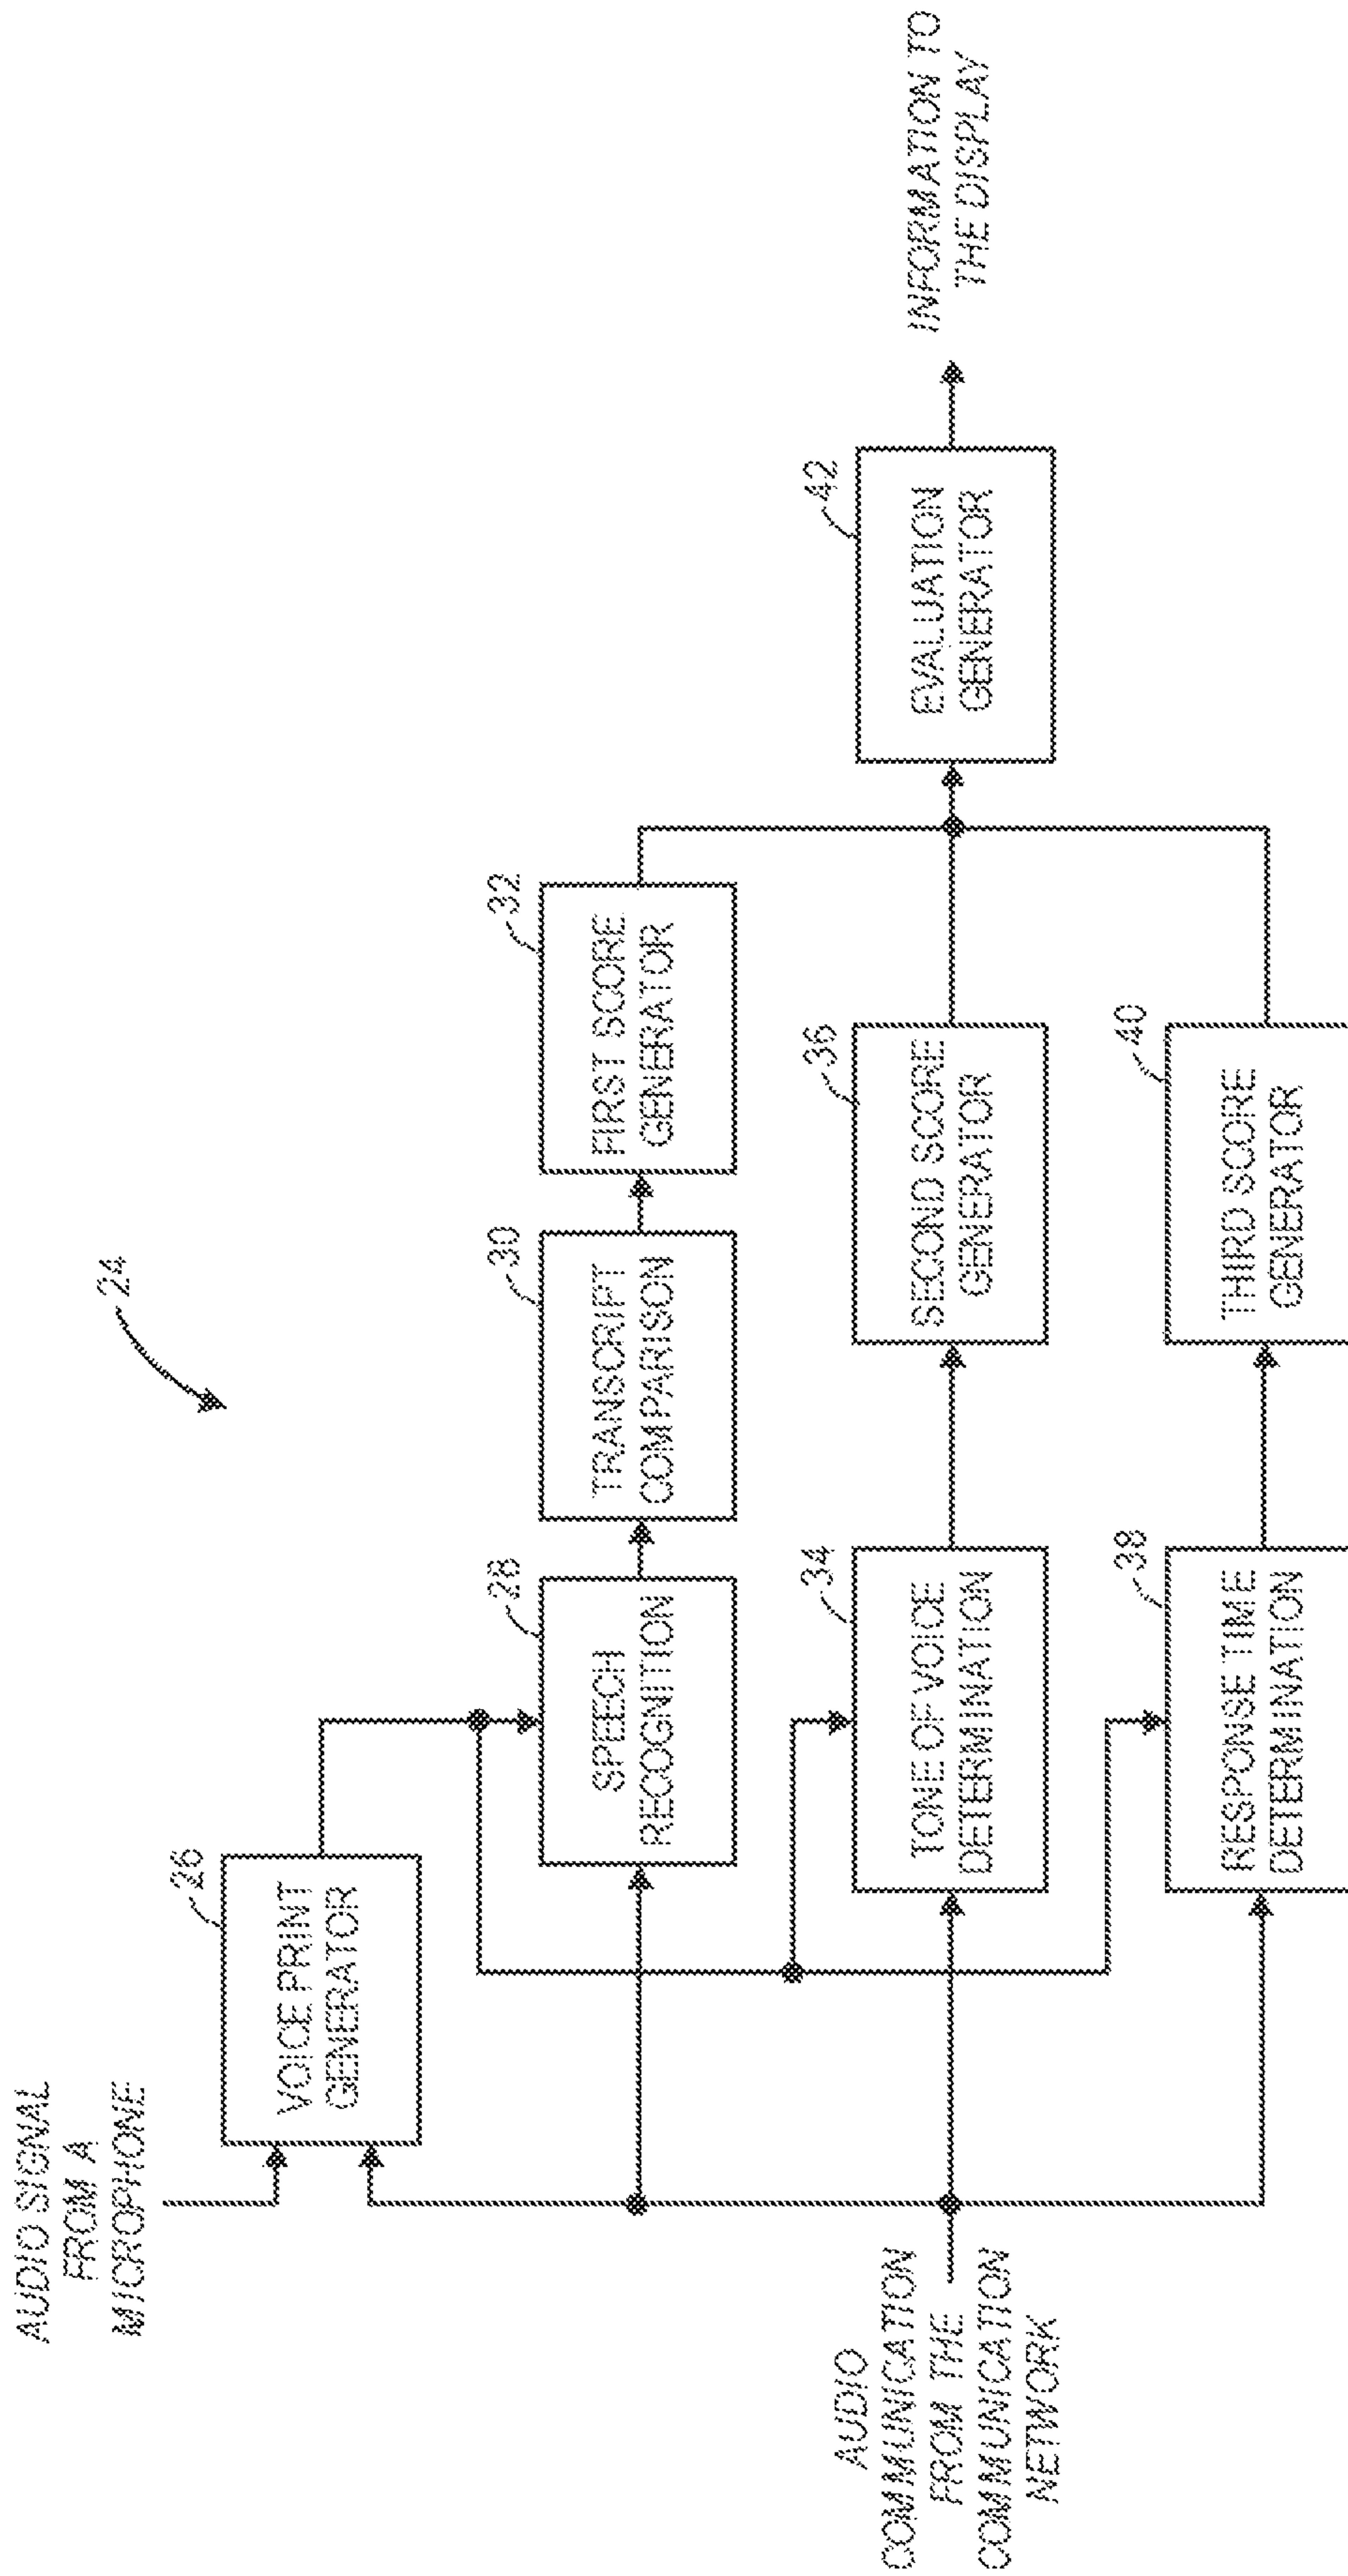 24
AUDIO SIGNAL
FROM A
MICROPHONE
26
VOICE PRINT
GENERATOR
28
SPEECH
RECOGNITION
30
TRANSCRIPT
COMPARISON
32
FIRST SCORE
GENERATOR
AUDIO
COMMUNICATION
FROM THE
COMMUNICATION
NETWORK
34
TONE OF VOICE
DETERMINATION
36
SECOND SCORE
GENERATOR
42
EVALUATION
GENERATOR
INFORMATION TO
THE DISPLAY
38
RESPONSE TIME
DETERMINATION
40
THIRD SCORE
GENERATOR